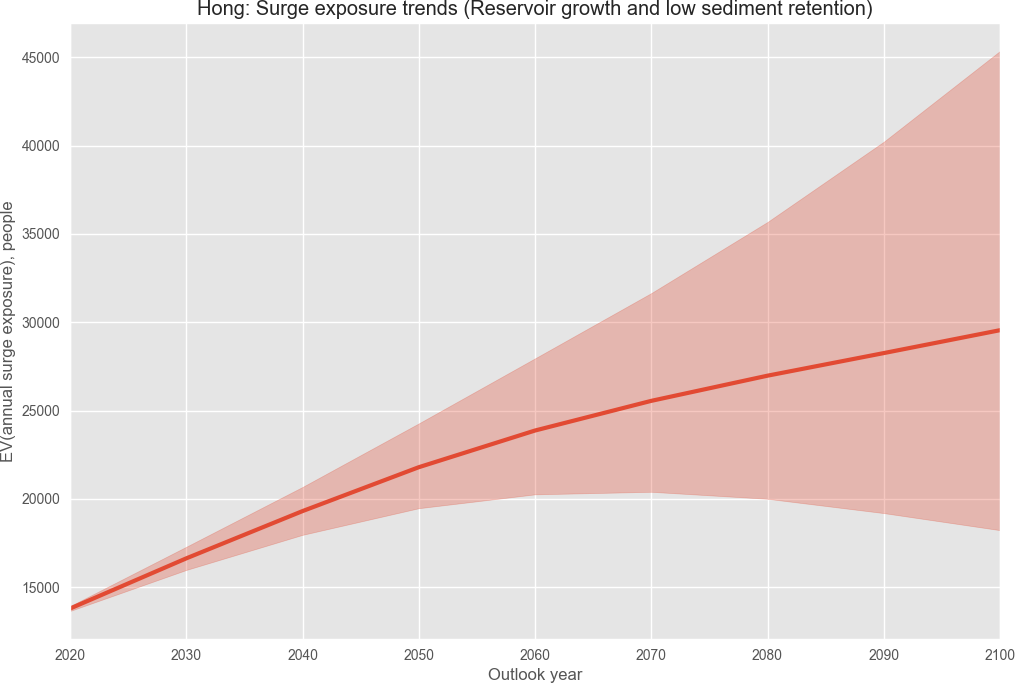 Hong: Surge exposure trends (Reservoir growth and low sediment retention)
EV(annual surge exposure), people
45000
40000
35000
30000
25000
20000
15000
2020 2030 2040 2050 2060 2070 2080 2090 2100
Outlook year